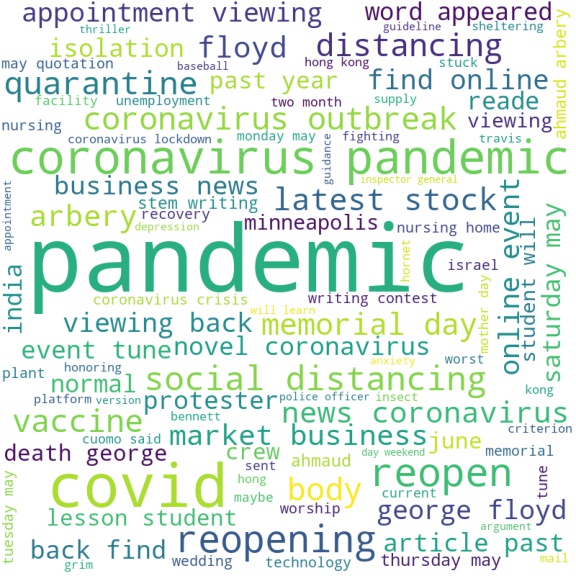 appointment viewing
word appeared
thriller
guideline
sheltering
isolation
floyd
distancing
may quotation
baseball
hong kong
stuck
ahmaud arbery
quarantine
past year
find online
facility
unemployment
two month
supply
reade
nursing
coronavirus outbreak
viewing
coronavirus lockdown
monday may
fighting
travis
coronavirus pandemic
guidance
business news
inspector general
appointment
stem writing
latest stock
online event
student will
saturday may
arbery
recovery
minneapolis
nursing home
depression
pandemic
hornet
israel
india
coronavirus crisis
writing contest
will learn
mother day
viewing back
memorial day
event tune
novel coronavirus
anxiety
worst
plant
honoring
normal
social distancing
kong
platform
version
protester
police officer
insect
vaccine
bennett
news coronavirus
criterion
cuomo said
market business
death george
crew
day weekend
june
memorial
sent
ahmaud
hong
current
tune
tuesday may
covid
maybe
body
reopen
lesson student
worship
george floyd
back find
reopening
argument
article past
grim
wedding
technology
thursday may
mail